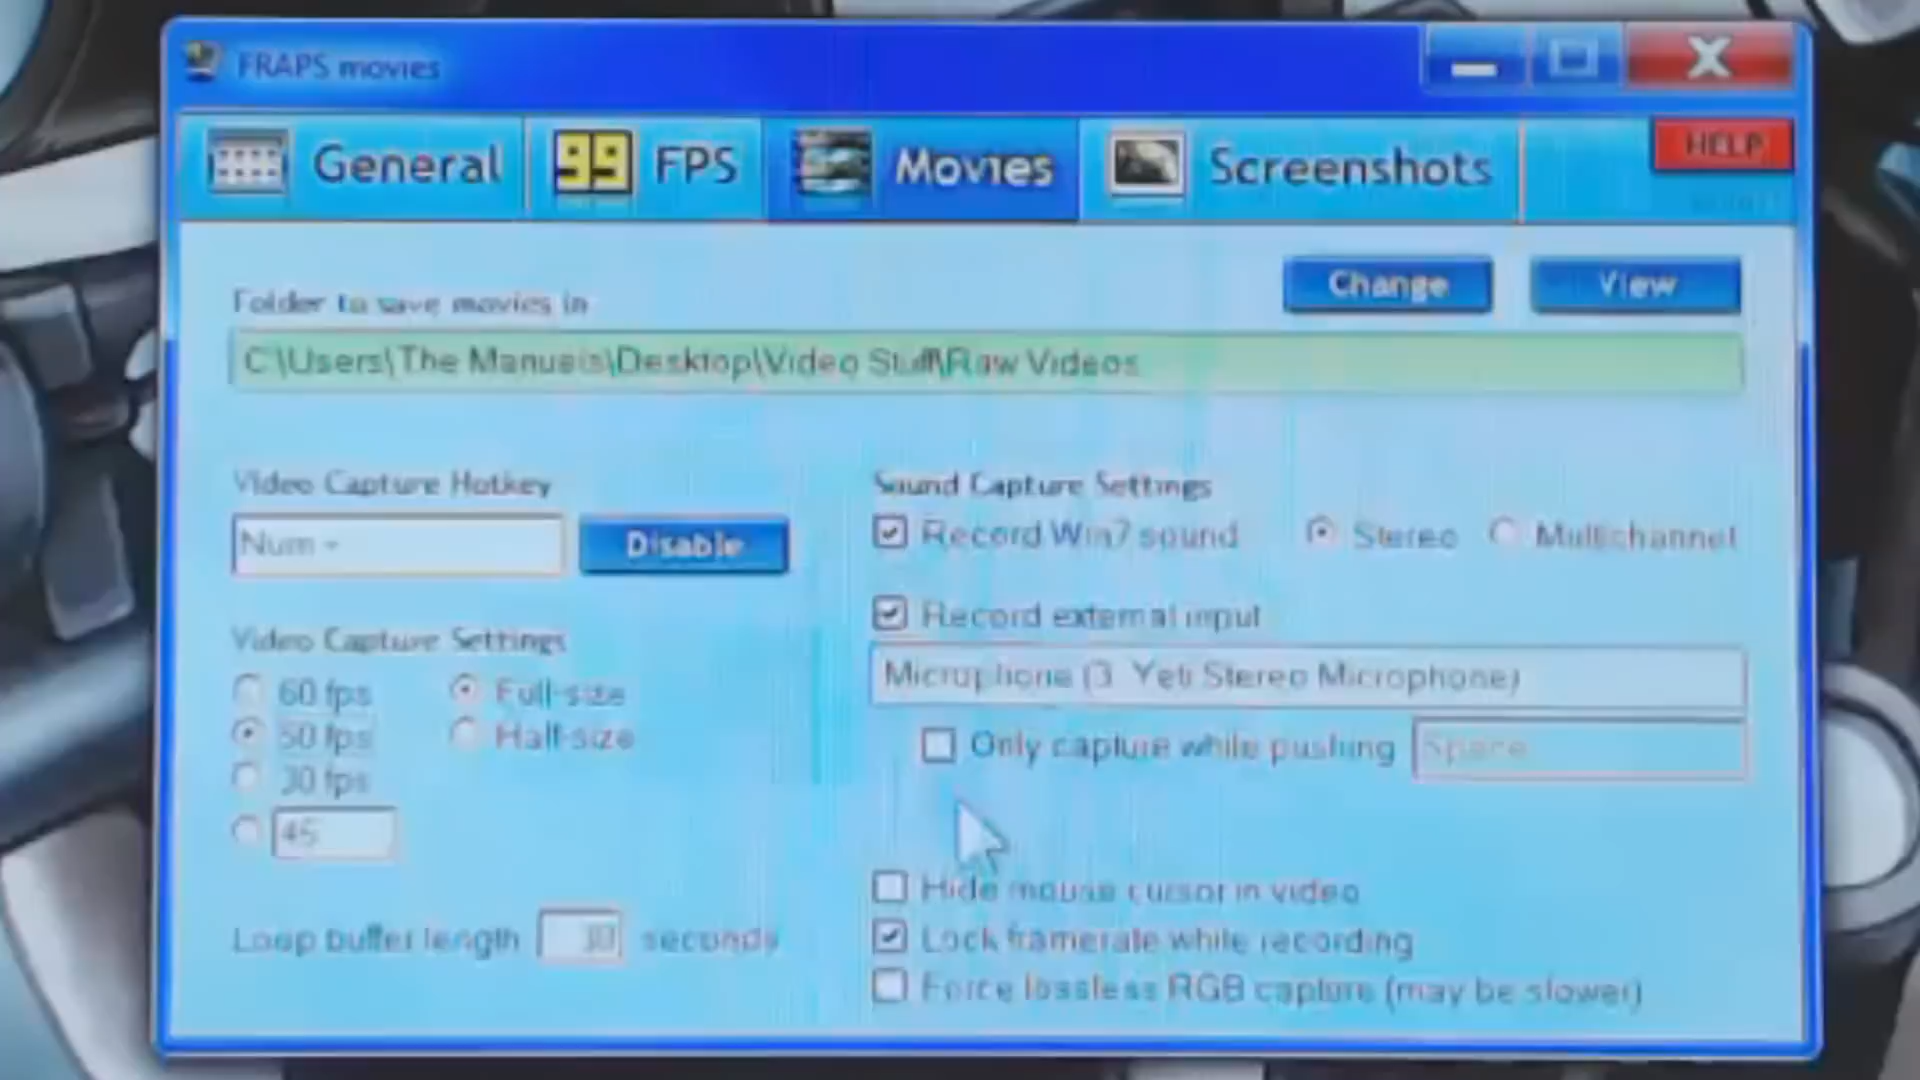 FRAPS movies
General
99 FPS
Movies
Screenshots
HELP
Folder to save movies in
Change
View
C:\Users\The Manuels\Desktop\Video Stuff\Raw Videos
Video Capture Hotkey
Num -
Disable
Video Capture Settings
60 fps
Full-size
50 fps
Half-size
30 fps
45
Loop buffer length 30 seconds
Sound Capture Settings
Record Win7 sound
Stereo
Multichannel
Record external input
Microphone (3- Yeti Stereo Microphone)
Only capture while pushing
Space
Hide mouse cursor in video
Lock framerate while recording
Force lossless RGB capture (may be slower)